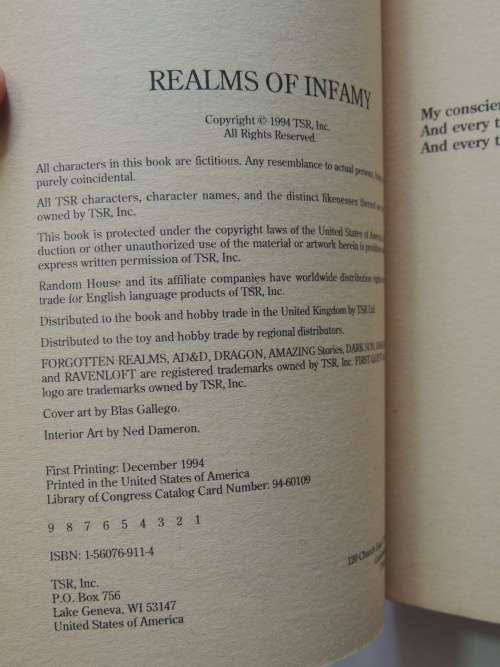 REALMS OF INFAMY
Copyright © 1994 TSR, Inc.
All Rights Reserved.
All characters in this book are fictitious. Any resemblance to actual persons,
purely coincidental.
All TSR characters, character names, and the distinct likenesses thereof
owned by TSR, Inc.
This book is protected under the copyright laws of the United States of America
duction or other unauthorized use of the material or artwork herein is prohibited
express written permission of TSR, Inc.
Random House and its affiliate companies have worldwide distribution rights
trade for English language products of TSR, Inc.
Distributed to the book and hobby trade in the United Kingdom by TSR Ltd.
Distributed to the toy and hobby trade by regional distributors.
FORGOTTEN REALMS, AD&D, DRAGON, AMAZING Stories, DARK SUN,
and RAVENLOFT are registered trademarks owned by TSR, Inc. FIRST QUEST
logo are trademarks owned by TSR, Inc.
Cover art by Blas Gallego.
Interior Art by Ned Dameron.
First Printing: December 1994
Printed in the United States of America
Library of Congress Catalog Card Number: 94-60109
9 8 7 6 5 4 3 2 1
ISBN: 1-56076-911-4
TSR, Inc.
P.O. Box 756
Lake Geneva, WI 53147
United States of America
120 Church
My conscien
And every t
And every t